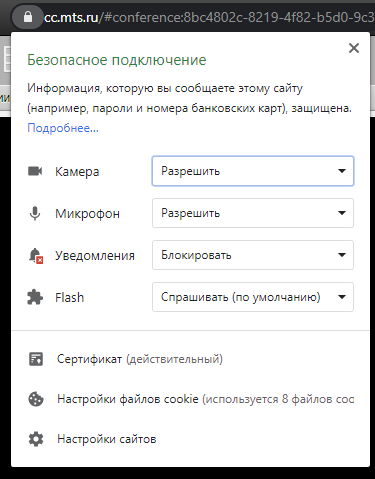 cc.mts.ru/#conference:8bc4802c-8219-4f82-b5d0-9c3
Безопасное подключение
Информация, которую вы сообщаете этому сайту
(например, пароли и номера банковских карт), защищена.
Подробнее...
Камера Разрешить
Микрофон Разрешить
Уведомления Блокировать
Flash Спрашивать (по умолчанию)
Сертификат (действительный)
Настройки файлов cookie (используется 8 файлов coo
Настройки сайтов